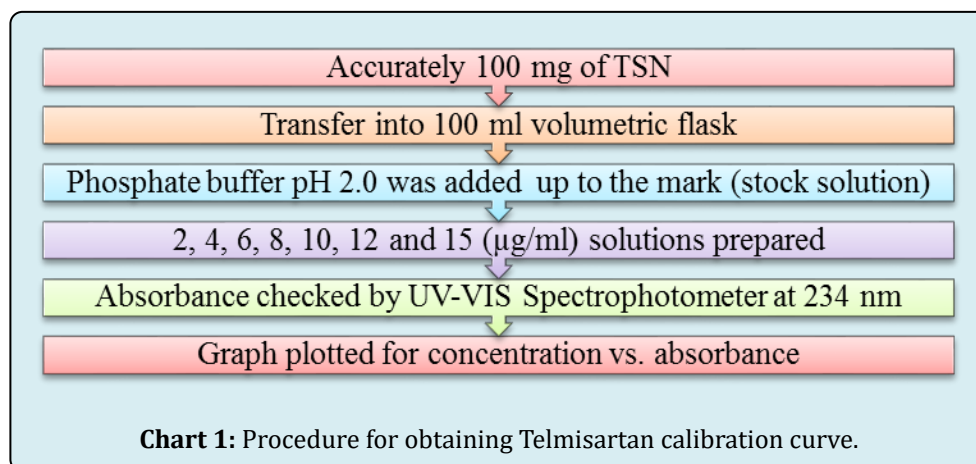 Accurately 100 mg of TSN
Transfer into 100 ml volumetric flask
Phosphate buffer pH 2.0 was added up to the mark (stock solution)
2, 4, 6, 8, 10, 12 and 15 (µg/ml) solutions prepared
Absorbance checked by UV-VIS Spectrophotometer at 234 nm
Graph plotted for concentration vs. absorbance
Chart 1: Procedure for obtaining Telmisartan calibration curve.